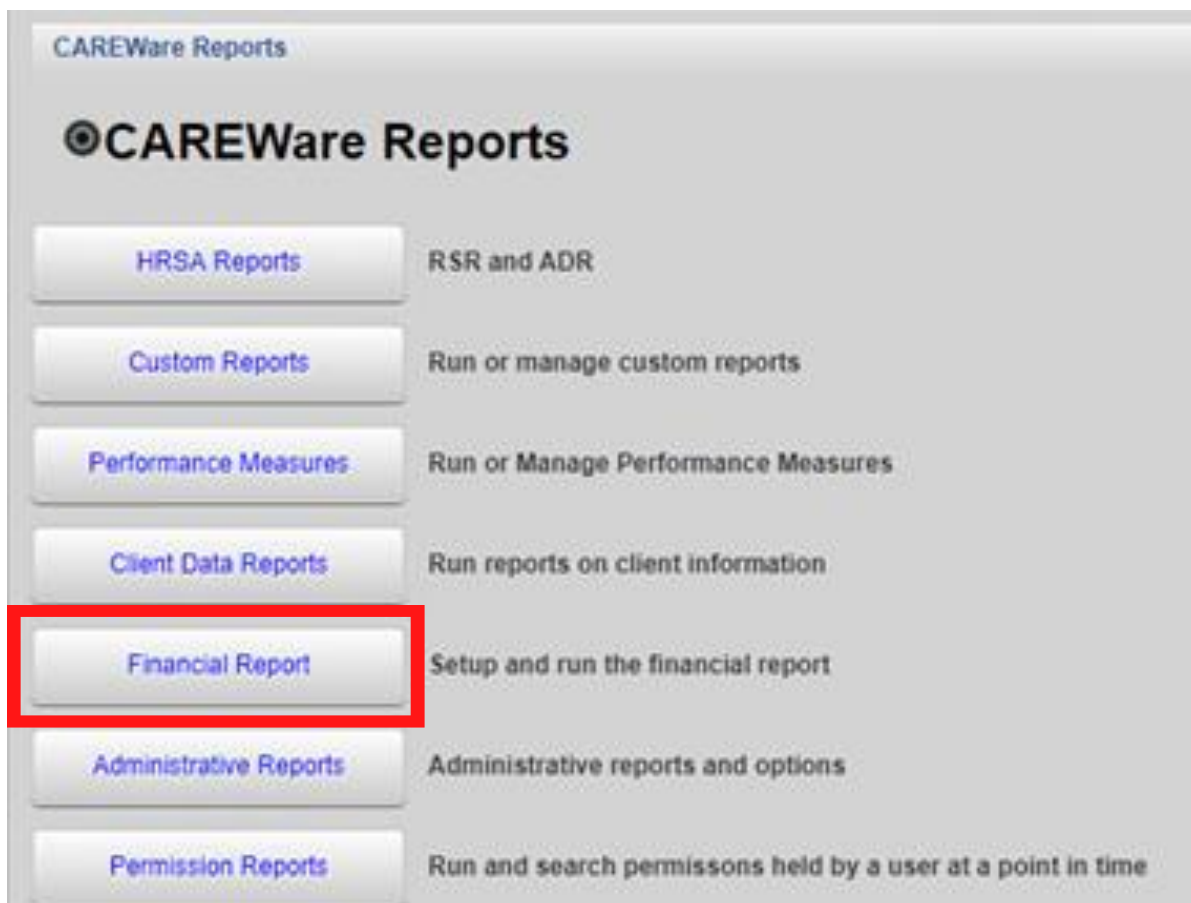 CAREWare Reports
CAREWare Reports
HRSA Reports RSR and ADR
Custom Reports Run or manage custom reports
Performance Measures Run or Manage Performance Measures
Client Data Reports Run reports on client information
Financial Report Setup and run the financial report
Administrative Reports Administrative reports and options
Permission Reports Run and search permissons held by a user at a point in time